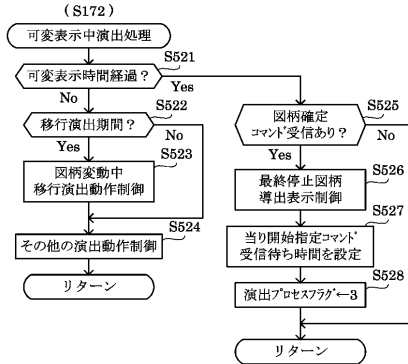 (S172)
可変表示中演出処理
S521
可変表示時間経過？
Yes
No
S522
移行演出期間？
No
Yes
S523
図柄変動中
移行演出動作制御
S524
その他の演出動作制御
リターン
S525
図柄確定
コマンド受信あり？
No
Yes
S526
最終停止図柄
導出表示制御
S527
当り開始指定コマンド
受信待ち時間を設定
S528
演出プロセスフラグ←3
リターン